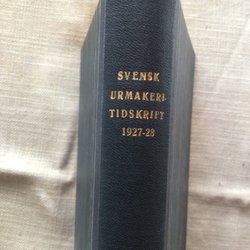 SVENSK
URMAKERI-
TIDSKRIFT
1927-28